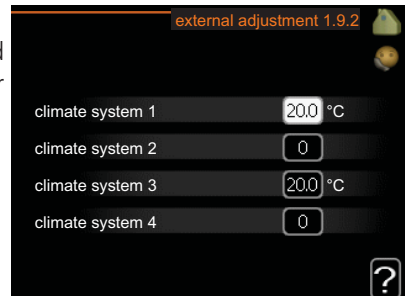 external adjustment 1.9.2
climate system 1 20.0 °C
climate system 2 0
climate system 3 20.0 °C
climate system 4 0
?